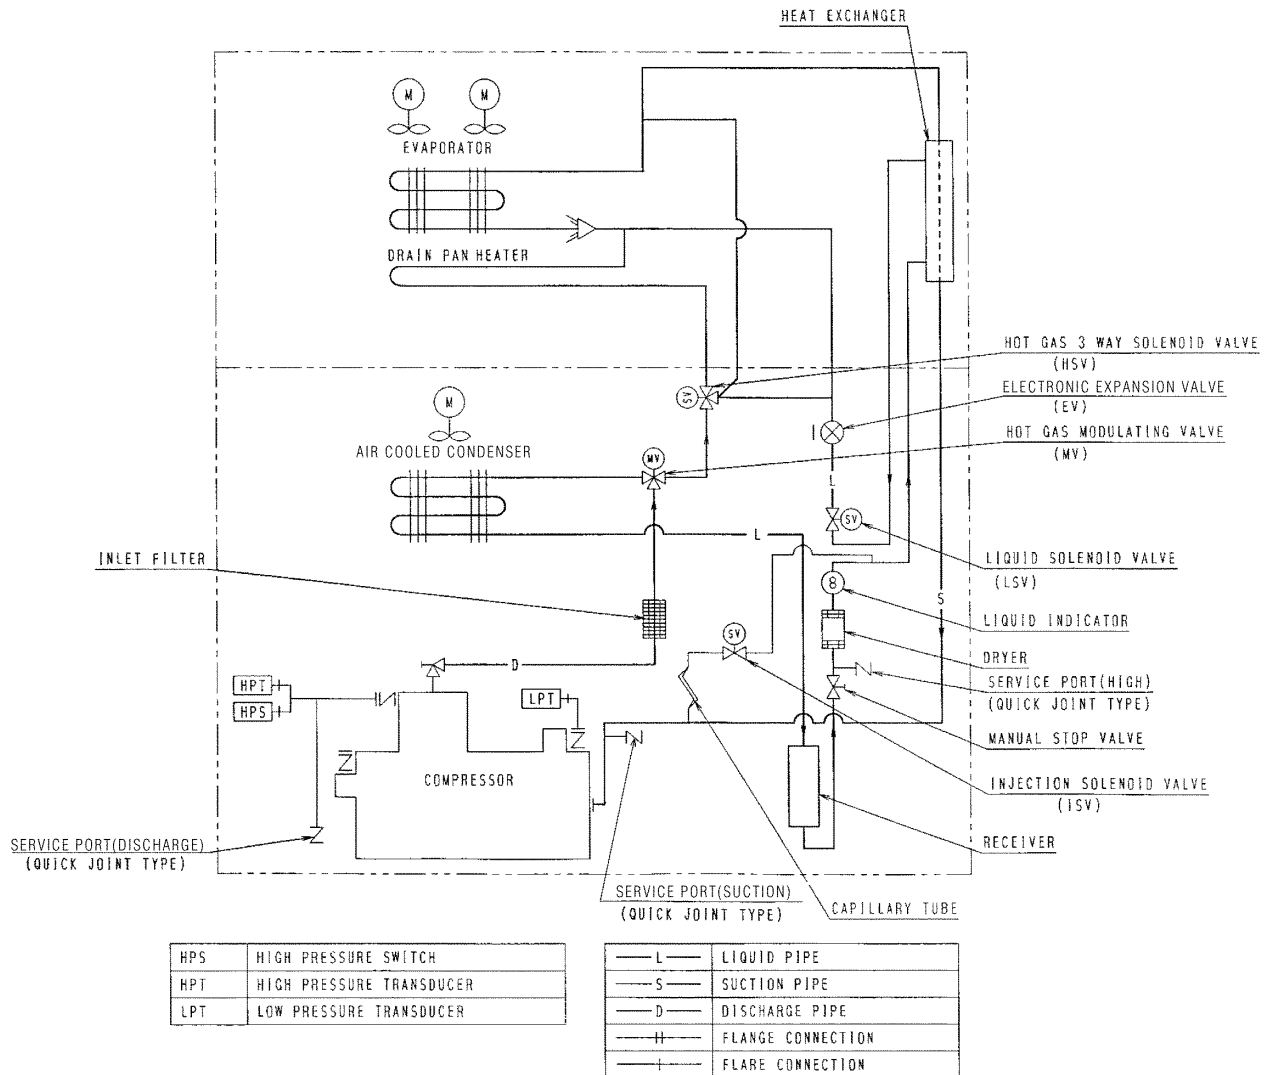 HEAT EXCHANGER
M
M
EVAPORATOR
DRAIN PAN HEATER
HOT GAS 3 WAY SOLENOID VALVE
(HSV)
SV
ELECTRONIC EXPANSION VALVE
(EV)
M
HOT GAS MODULATING VALVE
(MV)
AIR COOLED CONDENSER
MV
L
SV
L
INLET FILTER
LIQUID SOLENOID VALVE
(LSV)
8
S
LIQUID INDICATOR
SV
DRYER
D
SERVICE PORT(HIGH)
(QUICK JOINT TYPE)
HPT
LPT
HPS
MANUAL STOP VALVE
COMPRESSOR
INJECTION SOLENOID VALVE
(ISV)
SERVICE PORT(DISCHARGE)
(QUICK JOINT TYPE)
RECEIVER
SERVICE PORT(SUCTION)
(QUICK JOINT TYPE)
CAPILLARY TUBE
HPS HIGH PRESSURE SWITCH
HPT HIGH PRESSURE TRANSDUCER
LPT LOW PRESSURE TRANSDUCER
L LIQUID PIPE
S SUCTION PIPE
D DISCHARGE PIPE
FLANGE CONNECTION
FLARE CONNECTION